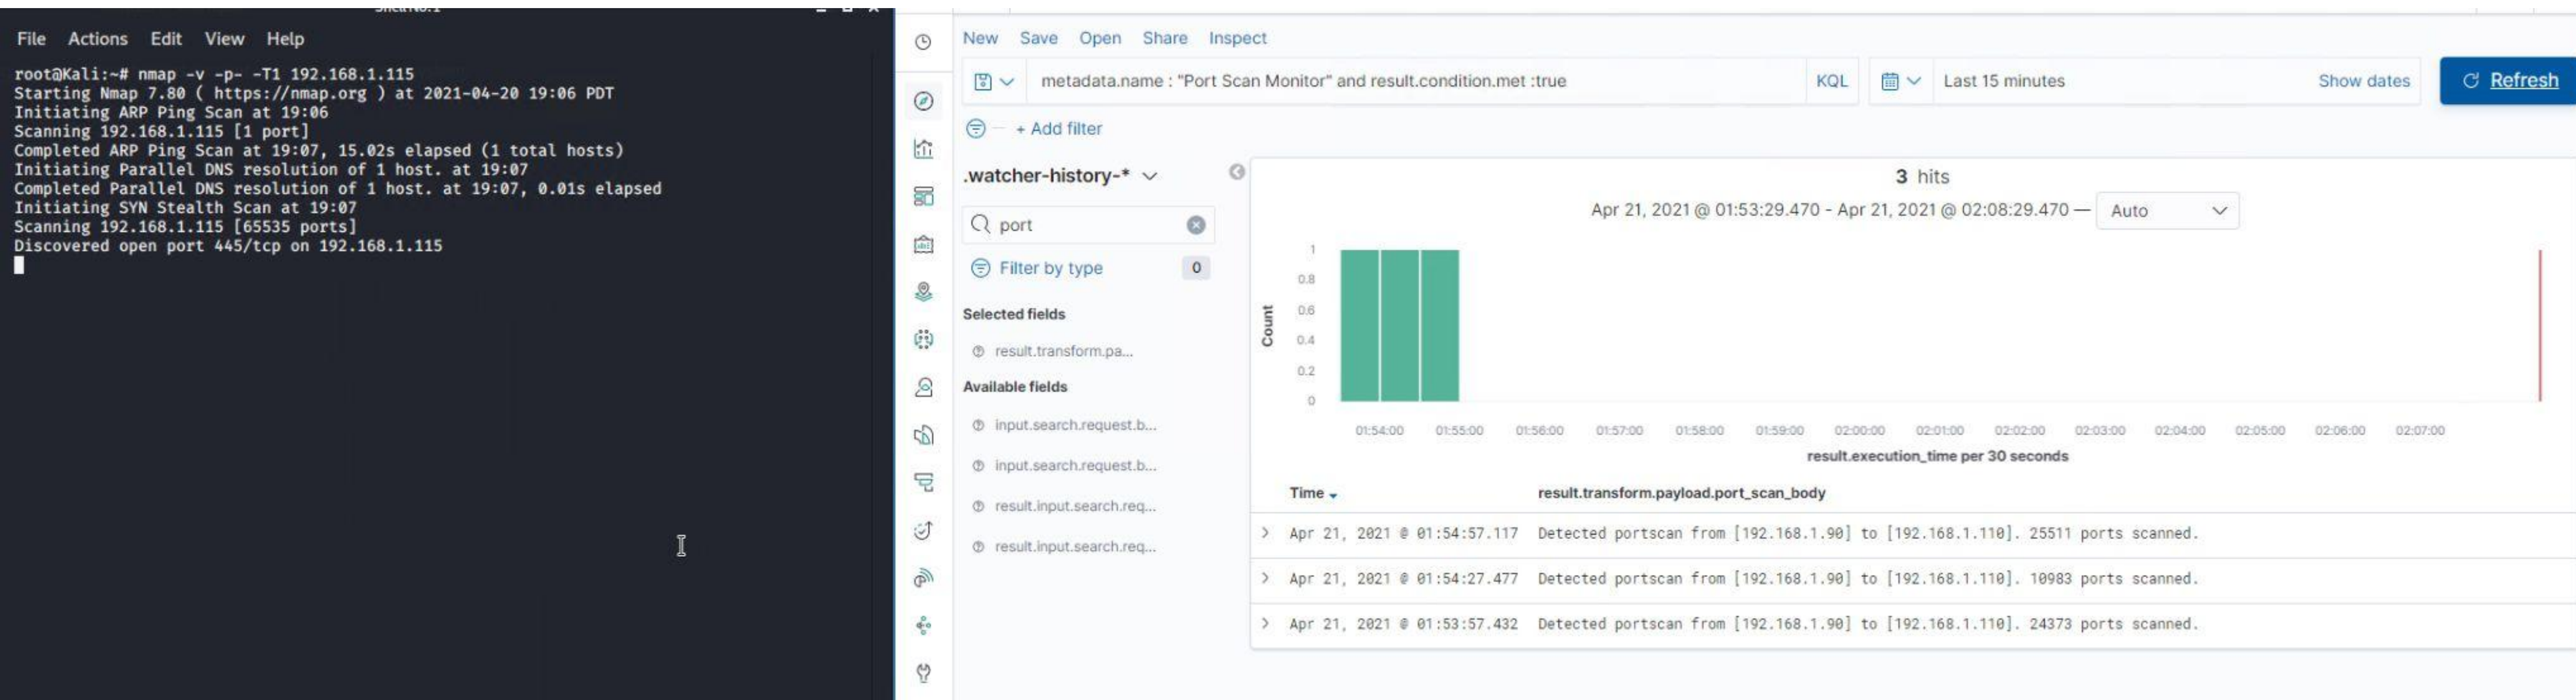 File Actions Edit View Help
root@Kali:~# nmap -v -p- -T1 192.168.1.115
Starting Nmap 7.80 ( https://nmap.org ) at 2021-04-20 19:06 PDT
Initiating ARP Ping Scan at 19:06
Scanning 192.168.1.115 [1 port]
Completed ARP Ping Scan at 19:07, 15.02s elapsed (1 total hosts)
Initiating Parallel DNS resolution of 1 host. at 19:07
Completed Parallel DNS resolution of 1 host. at 19:07, 0.01s elapsed
Initiating SYN Stealth Scan at 19:07
Scanning 192.168.1.115 [65535 ports]
Discovered open port 445/tcp on 192.168.1.115
New Save Open Share Inspect
metadata.name : "Port Scan Monitor" and result.condition.met :true KQL Last 15 minutes Show dates Refresh
+ Add filter
.watcher-history-*
port
Filter by type 0
Selected fields
result.transform.pa...
Available fields
input.search.request.b...
input.search.request.b...
result.input.search.req...
result.input.search.req...
3 hits
Apr 21, 2021 @ 01:53:29.470 - Apr 21, 2021 @ 02:08:29.470 — Auto
Count
1
0.8
0.6
0.4
0.2
0
01:54:00 01:55:00 01:56:00 01:57:00 01:58:00 01:59:00 02:00:00 02:01:00 02:02:00 02:03:00 02:04:00 02:05:00 02:06:00 02:07:00
result.execution_time per 30 seconds
Time result.transform.payload.port_scan_body
Apr 21, 2021 @ 01:54:57.117 Detected portscan from [192.168.1.90] to [192.168.1.110]. 25511 ports scanned.
Apr 21, 2021 @ 01:54:27.477 Detected portscan from [192.168.1.90] to [192.168.1.110]. 10983 ports scanned.
Apr 21, 2021 @ 01:53:57.432 Detected portscan from [192.168.1.90] to [192.168.1.110]. 24373 ports scanned.